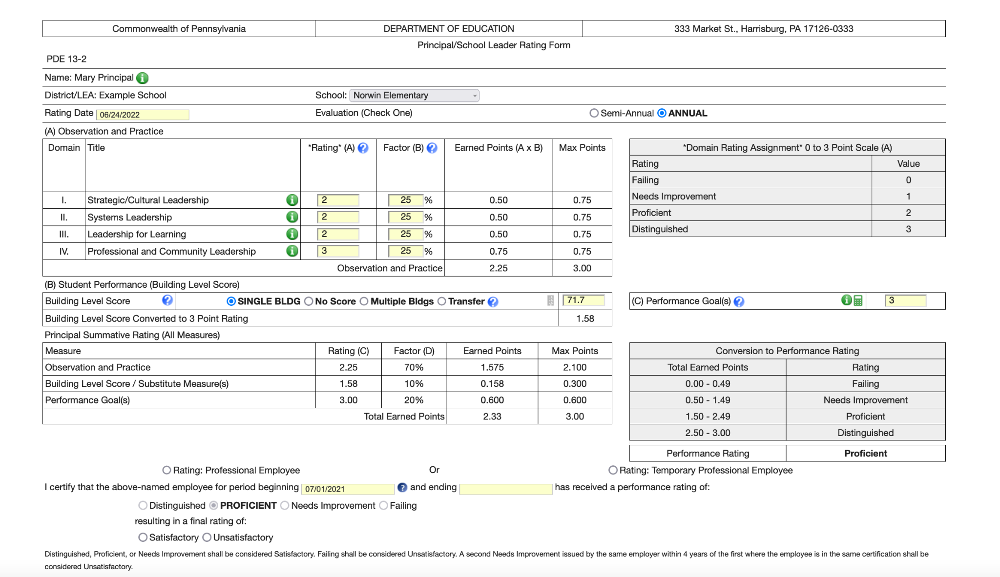 Commonwealth of Pennsylvania DEPARTMENT OF EDUCATION 333 Market St., Harrisburg, PA 17126-0333
Principal/School Leader Rating Form
PDE 13-2
Name: Mary Principal
District/LEA: Example School School: Norwin Elementary
Rating Date 06/24/2022 Evaluation (Check One) Semi-Annual ANNUAL
(A) Observation and Practice
Domain Title *Rating* (A) Factor (B) Earned Points (A x B) Max Points
I. Strategic/Cultural Leadership 2 25 % 0.50 0.75
II. Systems Leadership 2 25 % 0.50 0.75
III. Leadership for Learning 2 25 % 0.50 0.75
IV. Professional and Community Leadership 3 25 % 0.75 0.75
Observation and Practice 2.25 3.00
*Domain Rating Assignment* 0 to 3 Point Scale (A)
Rating Value
Failing 0
Needs Improvement 1
Proficient 2
Distinguished 3
(B) Student Performance (Building Level Score)
Building Level Score SINGLE BLDG No Score Multiple Bldgs Transfer 71.7
Building Level Score Converted to 3 Point Rating 1.58
(C) Performance Goal(s) 3
Principal Summative Rating (All Measures)
Measure Rating (C) Factor (D) Earned Points Max Points
Observation and Practice 2.25 70% 1.575 2.100
Building Level Score / Substitute Measure(s) 1.58 10% 0.158 0.300
Performance Goal(s) 3.00 20% 0.600 0.600
Total Earned Points 2.33 3.00
Conversion to Performance Rating
Total Earned Points Rating
0.00 - 0.49 Failing
0.50 - 1.49 Needs Improvement
1.50 - 2.49 Proficient
2.50 - 3.00 Distinguished
Performance Rating Proficient
Rating: Professional Employee Or Rating: Temporary Professional Employee
I certify that the above-named employee for period beginning 07/01/2021 and ending has received a performance rating of:
Distinguished PROFICIENT Needs Improvement Failing
resulting in a final rating of:
Satisfactory Unsatisfactory
Distinguished, Proficient, or Needs Improvement shall be considered Satisfactory. Failing shall be considered Unsatisfactory. A second Needs Improvement issued by the same employer within 4 years of the first where the employee is in the same certification shall be
considered Unsatisfactory.